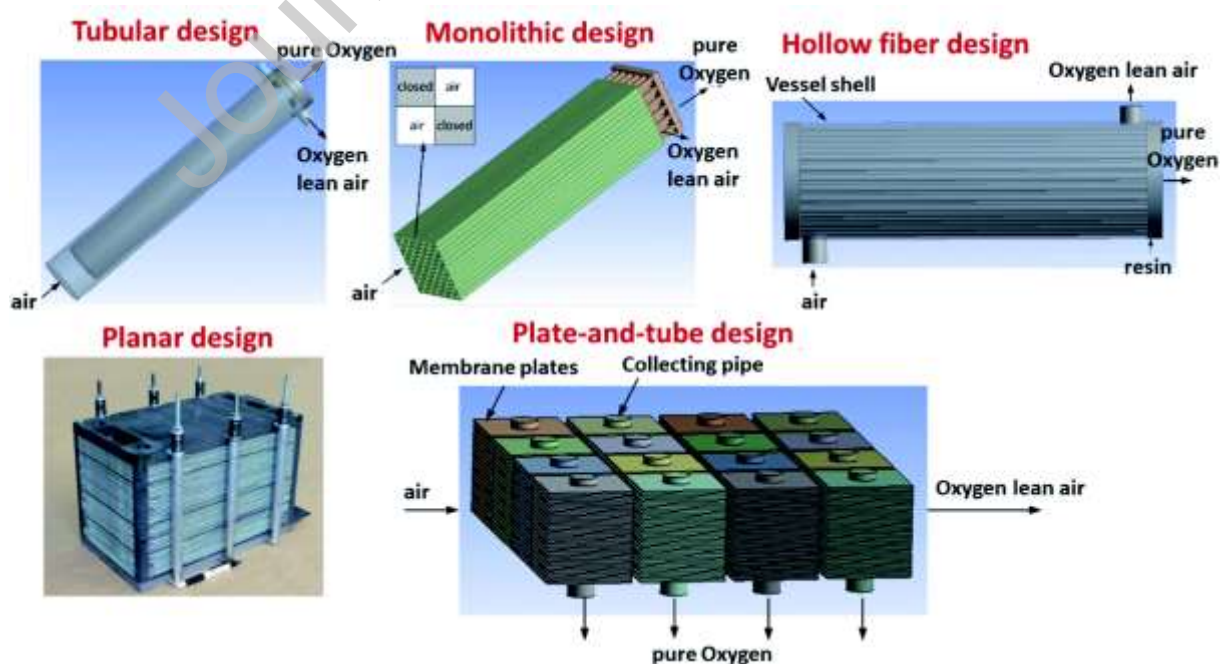 Jour
Tubular design
pure Oxygen
Oxygen
lean air
air
Monolithic design
closed air
air closed
pure
Oxygen
Oxygen
lean air
air
Hollow fiber design
Vessel shell
Oxygen lean air
pure
Oxygen
resin
air
Planar design
Plate-and-tube design
Membrane plates
Collecting pipe
air
Oxygen lean air
pure Oxygen